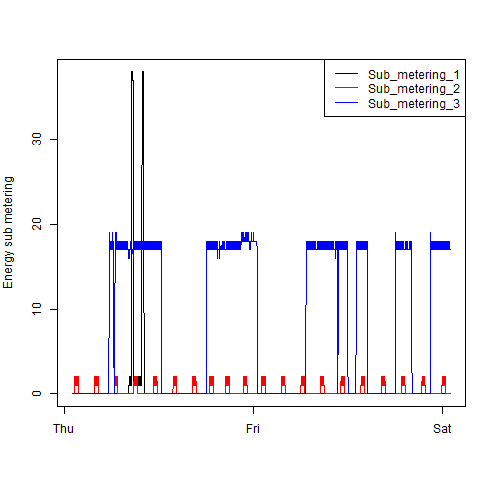 Sub_metering_1
Sub_metering_2
Sub_metering_3
Energy sub metering
30
20
10
0
Thu
Fri
Sat